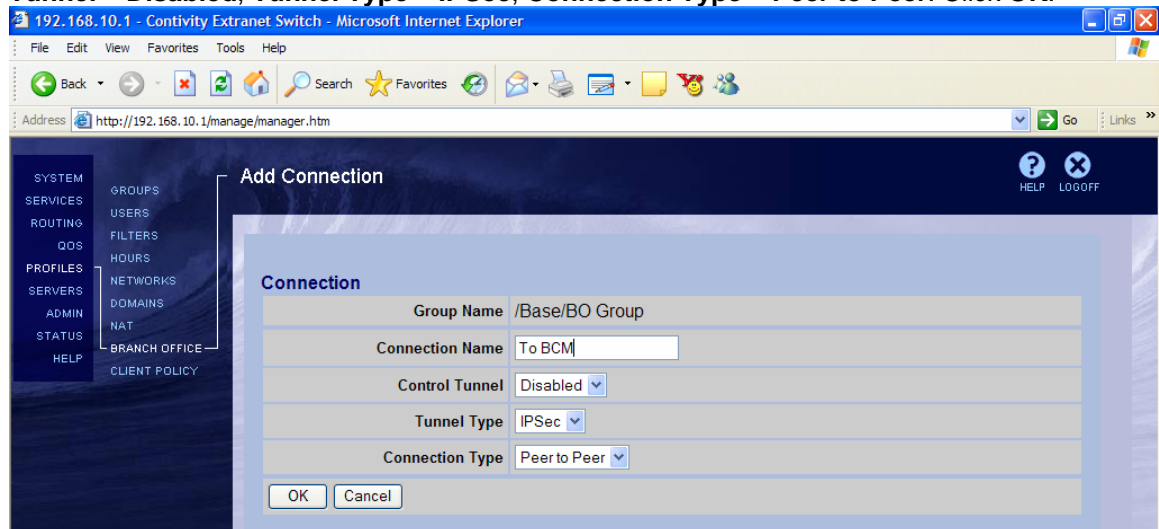 Tunnel – Disabled, Tunnel Type – IPSec, Connection Type – Peer to Peer. Click OK.
192.168.10.1 - Contivity Extranet Switch - Microsoft Internet Explorer
File Edit View Favorites Tools Help
Back Search Favorites
Address http://192.168.10.1/manage/manager.htm Go Links »
SYSTEM
SERVICES
ROUTING
QOS
PROFILES
SERVERS
ADMIN
STATUS
HELP
GROUPS
USERS
FILTERS
HOURS
NETWORKS
DOMAINS
NAT
BRANCH OFFICE
CLIENT POLICY
Add Connection
HELP LOGOFF
Connection
Group Name /Base/BO Group
Connection Name To BCM
Control Tunnel Disabled
Tunnel Type IPSec
Connection Type Peer to Peer
OK Cancel